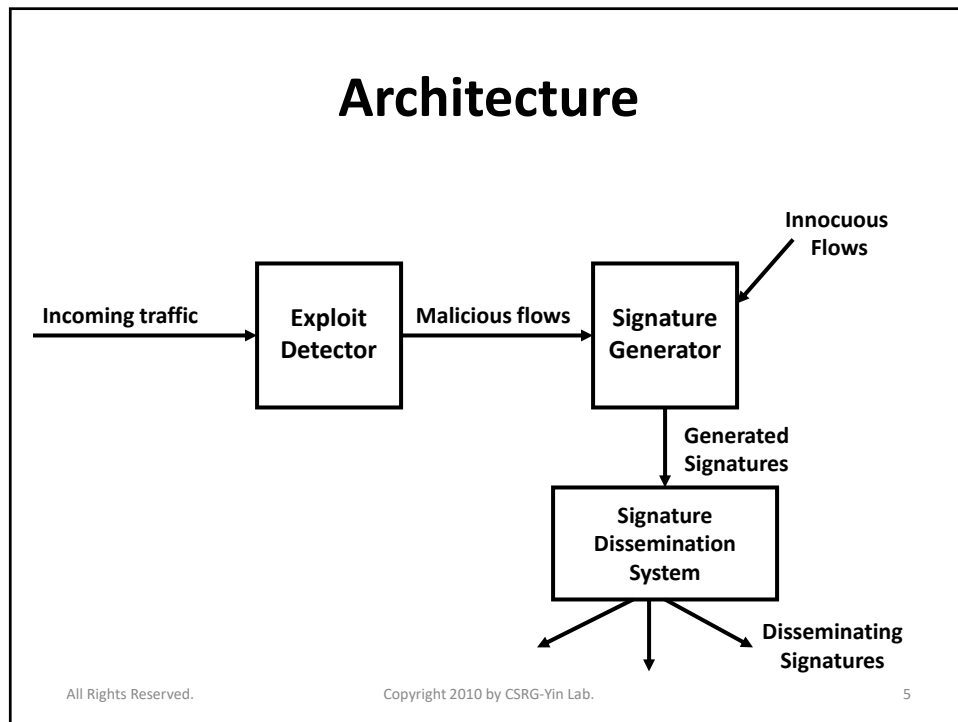 Architecture
Innocuous
Flows
Incoming traffic
Exploit
Detector
Malicious flows
Signature
Generator
Generated
Signatures
Signature
Dissemination
System
Disseminating
Signatures
All Rights Reserved.
Copyright 2010 by CSRG-Yin Lab.
5